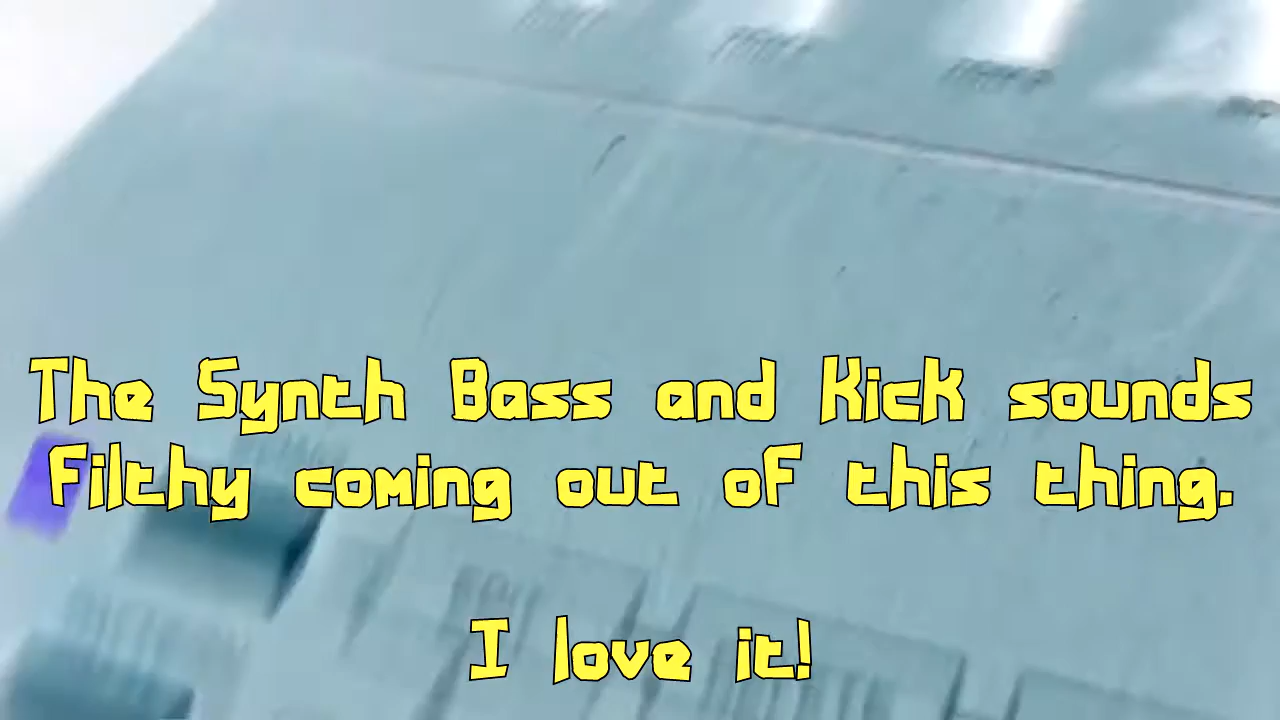 The Synth Bass and Kick sounds
Filthy coming out of this thing.
I love it!